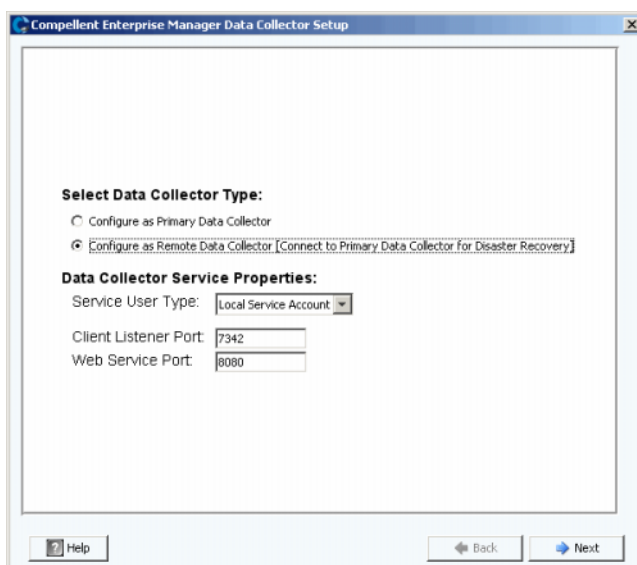 Compellent Enterprise Manager Data Collector Setup
Select Data Collector Type:
Configure as Primary Data Collector
Configure as Remote Data Collector [Connect to Primary Data Collector for Disaster Recovery]
Data Collector Service Properties:
Service User Type: Local Service Account
Client Listener Port: 7342
Web Service Port: 8080
? Help
Back
Next